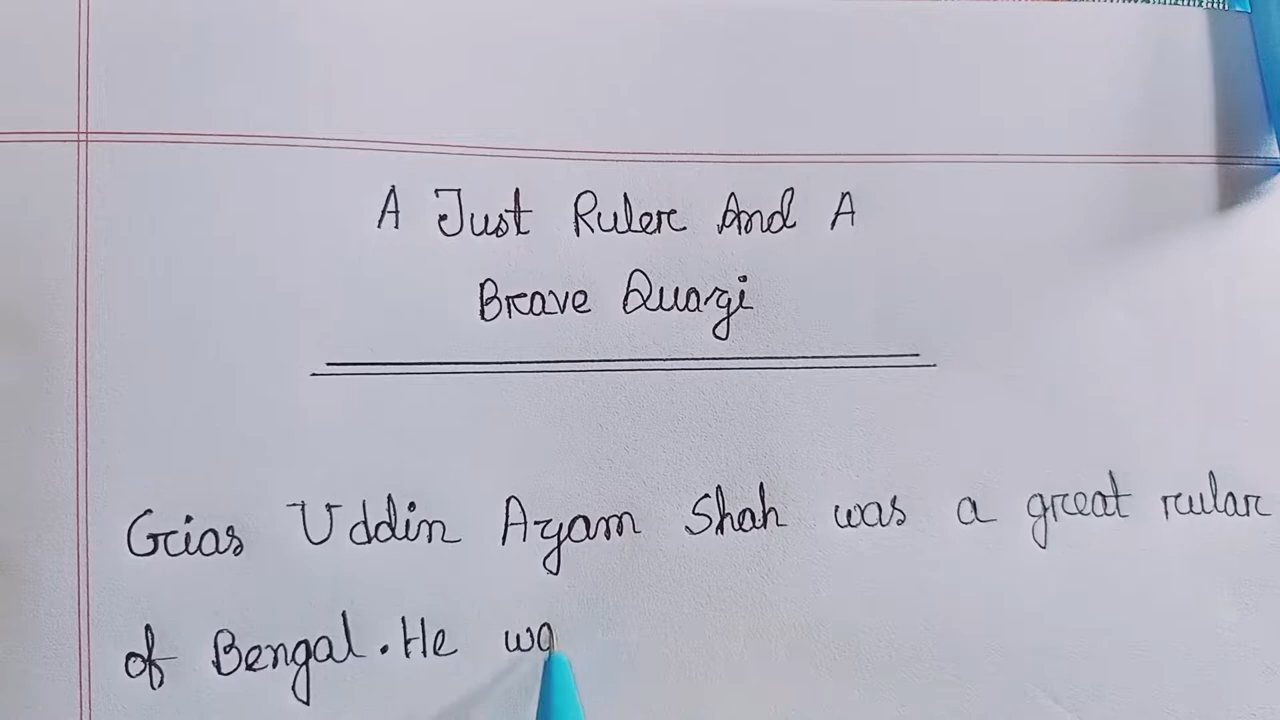 A Just Ruler And A
Brave Quazi
Gias Uddin Azam Shah was a great rular
of Bengal. He wa